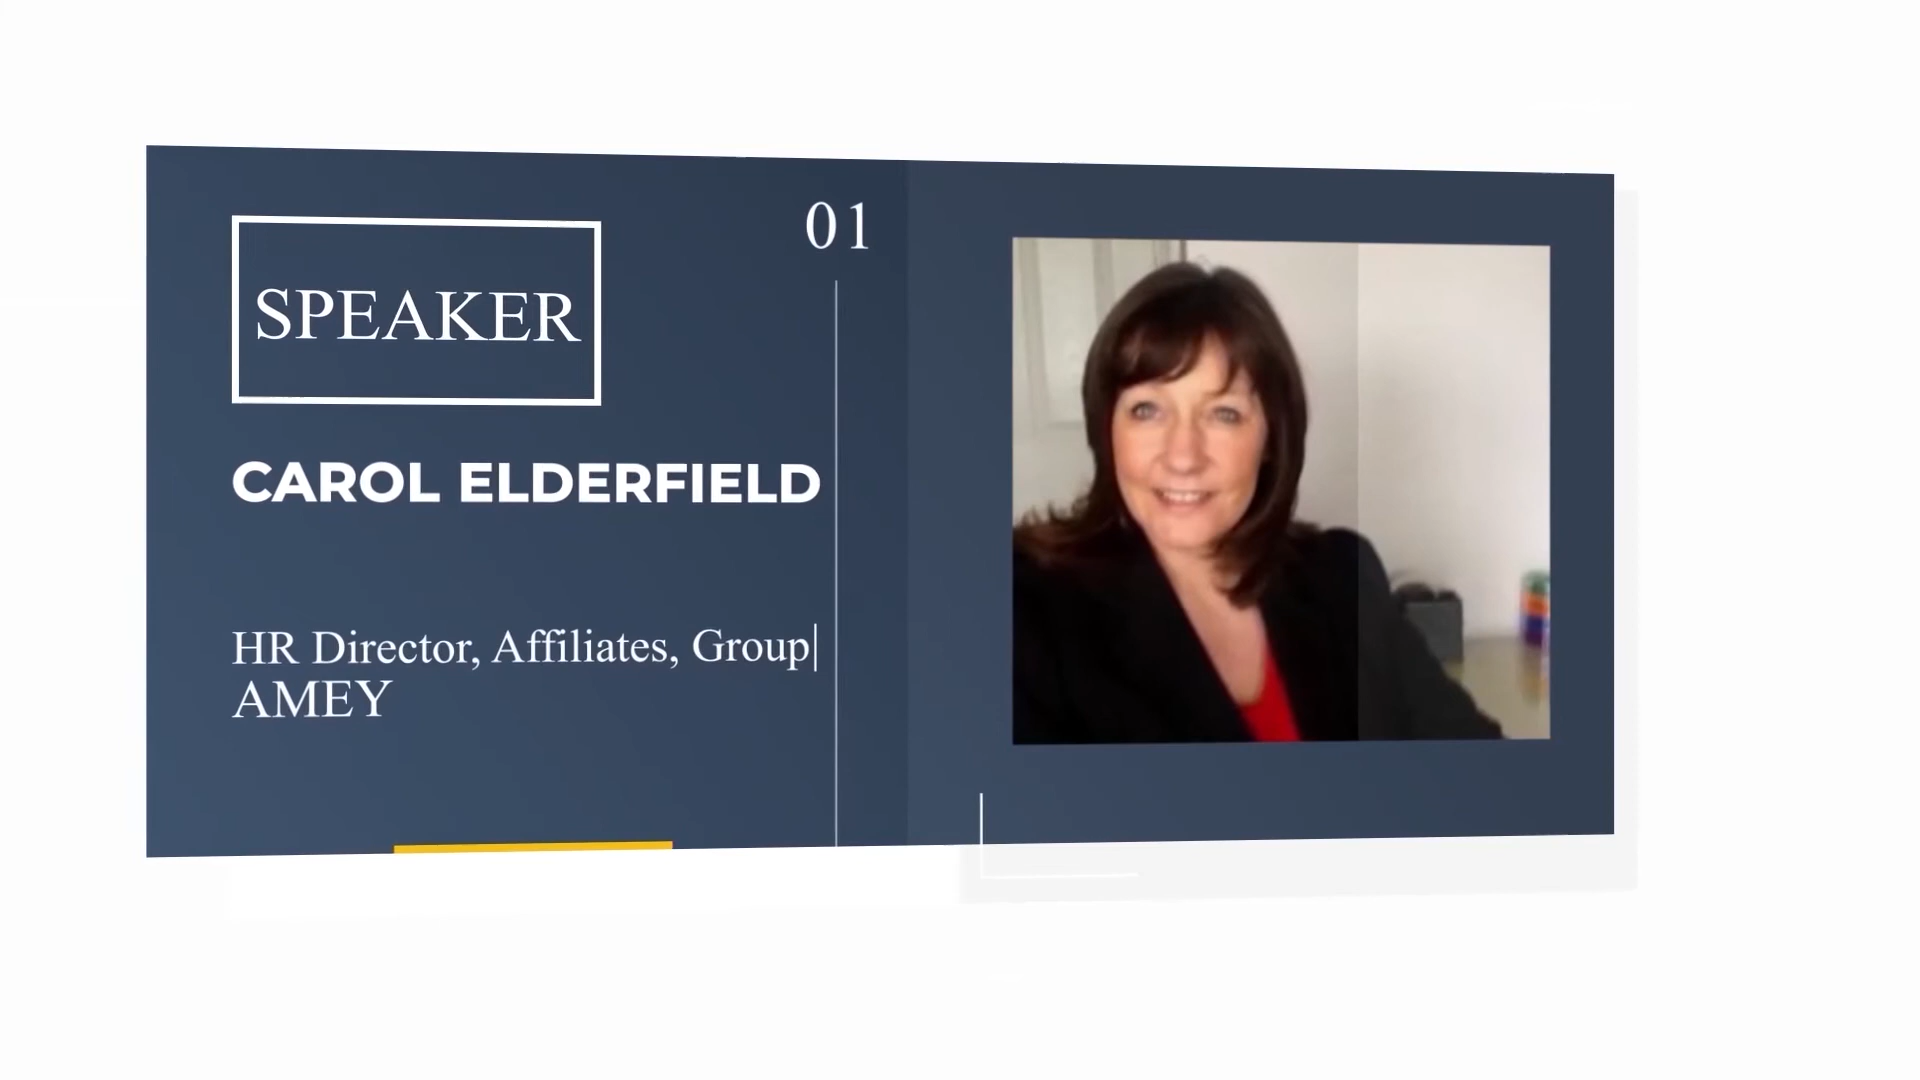 SPEAKER
01
CAROL ELDERFIELD
HR Director, Affiliates, Group|
AMEY